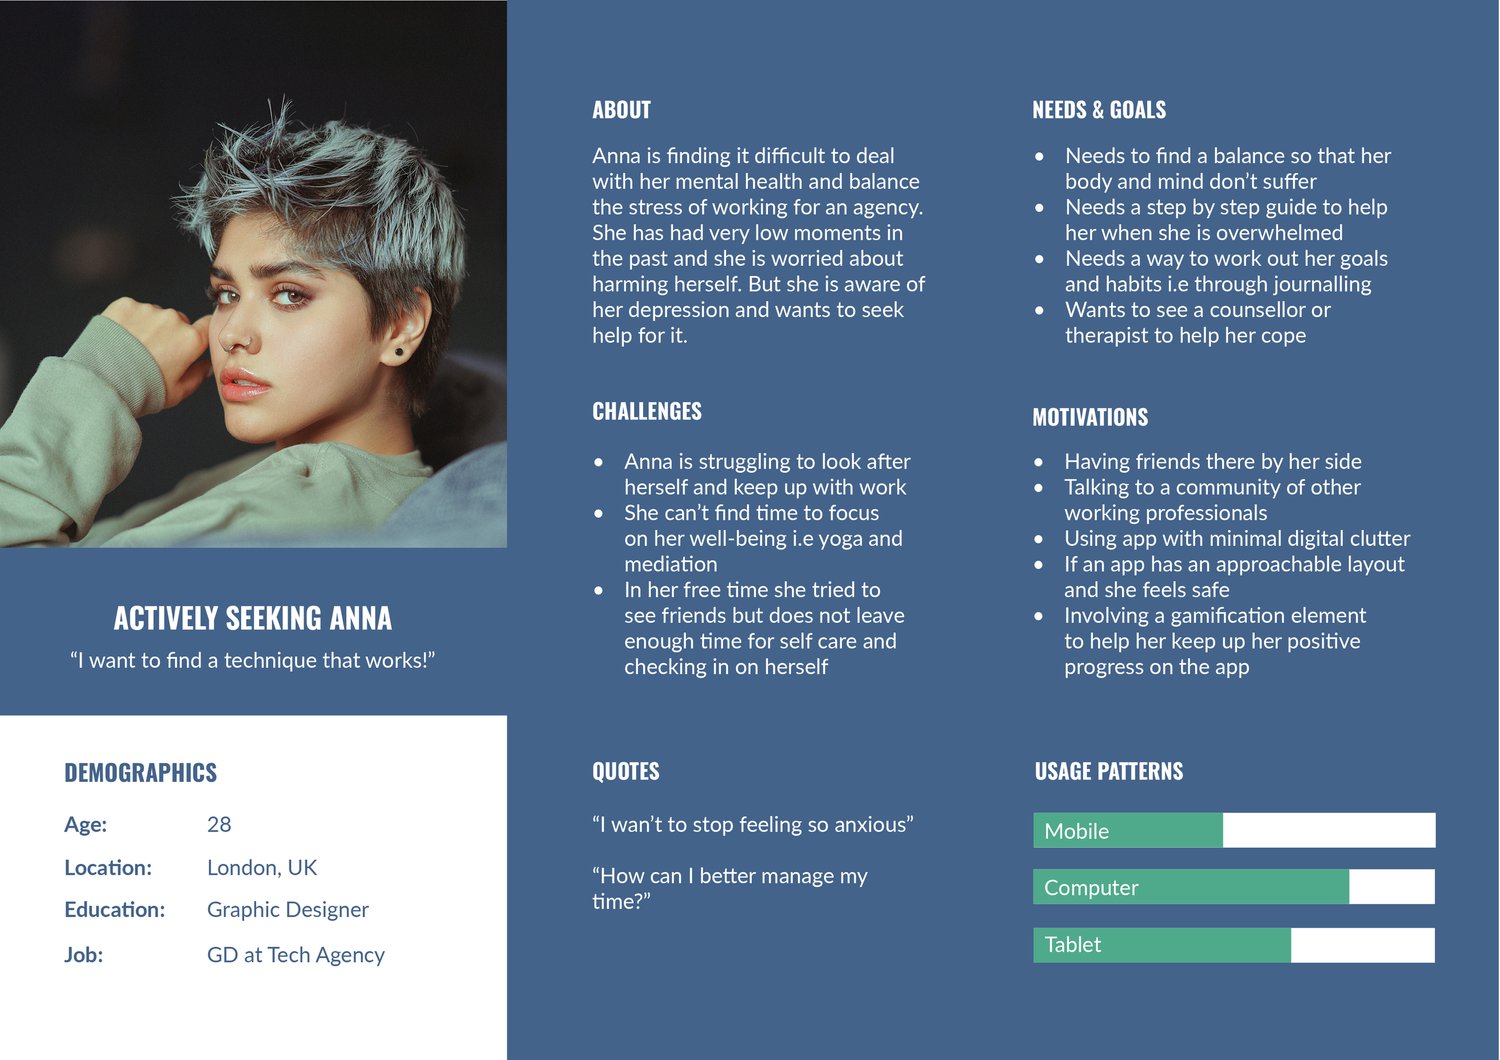 ACTIVELY SEEKING ANNA
“I want to find a technique that works!”
DEMOGRAPHICS
Age: 28
Location: London, UK
Education: Graphic Designer
Job: GD at Tech Agency
ABOUT
Anna is finding it difficult to deal
with her mental health and balance
the stress of working for an agency.
She has had very low moments in
the past and she is worried about
harming herself. But she is aware of
her depression and wants to seek
help for it.
CHALLENGES
• Anna is struggling to look after
herself and keep up with work
• She can’t find time to focus
on her well-being i.e yoga and
mediation
• In her free time she tried to
see friends but does not leave
enough time for self care and
checking in on herself
QUOTES
“I wan’t to stop feeling so anxious”
“How can I better manage my
time?”
NEEDS & GOALS
• Needs to find a balance so that her
body and mind don’t suffer
• Needs a step by step guide to help
her when she is overwhelmed
• Needs a way to work out her goals
and habits i.e through journalling
• Wants to see a counsellor or
therapist to help her cope
MOTIVATIONS
• Having friends there by her side
• Talking to a community of other
working professionals
• Using app with minimal digital clutter
• If an app has an approachable layout
and she feels safe
• Involving a gamification element
to help her keep up her positive
progress on the app
USAGE PATTERNS
Mobile
Computer
Tablet